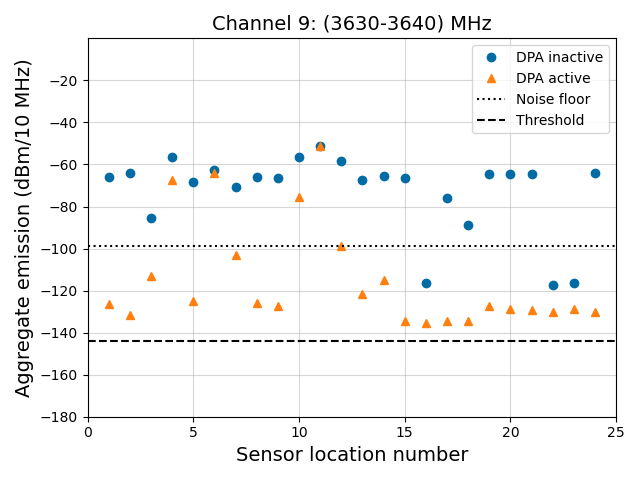 Channel 9: (3630-3640) MHz
DPA inactive
DPA active
Noise floor
Threshold
Aggregate emission (dBm/10 MHz)
−20
−40
−60
−80
−100
−120
−140
−160
−180
0 5 10 15 20 25
Sensor location number